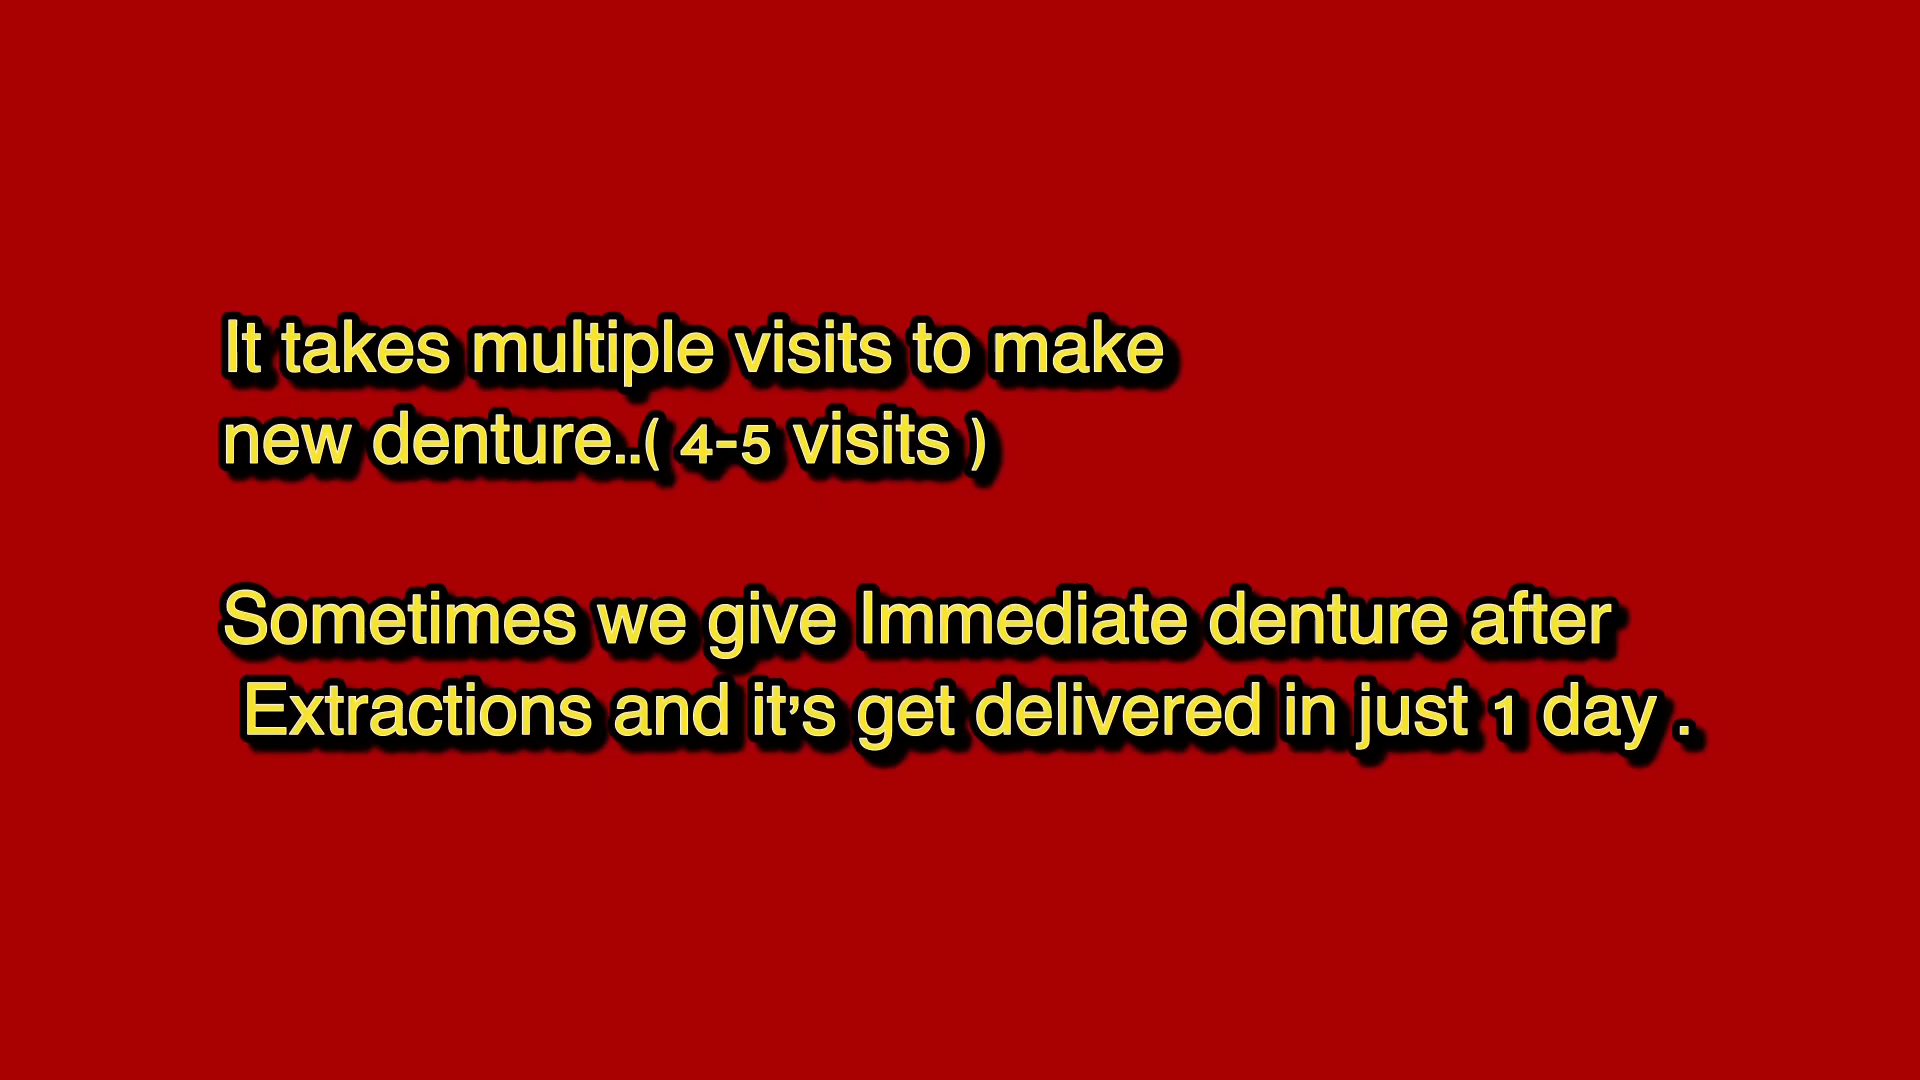 It takes multiple visits to make
new denture..( 4-5 visits )
Sometimes we give Immediate denture after
Extractions and it's get delivered in just 1 day .